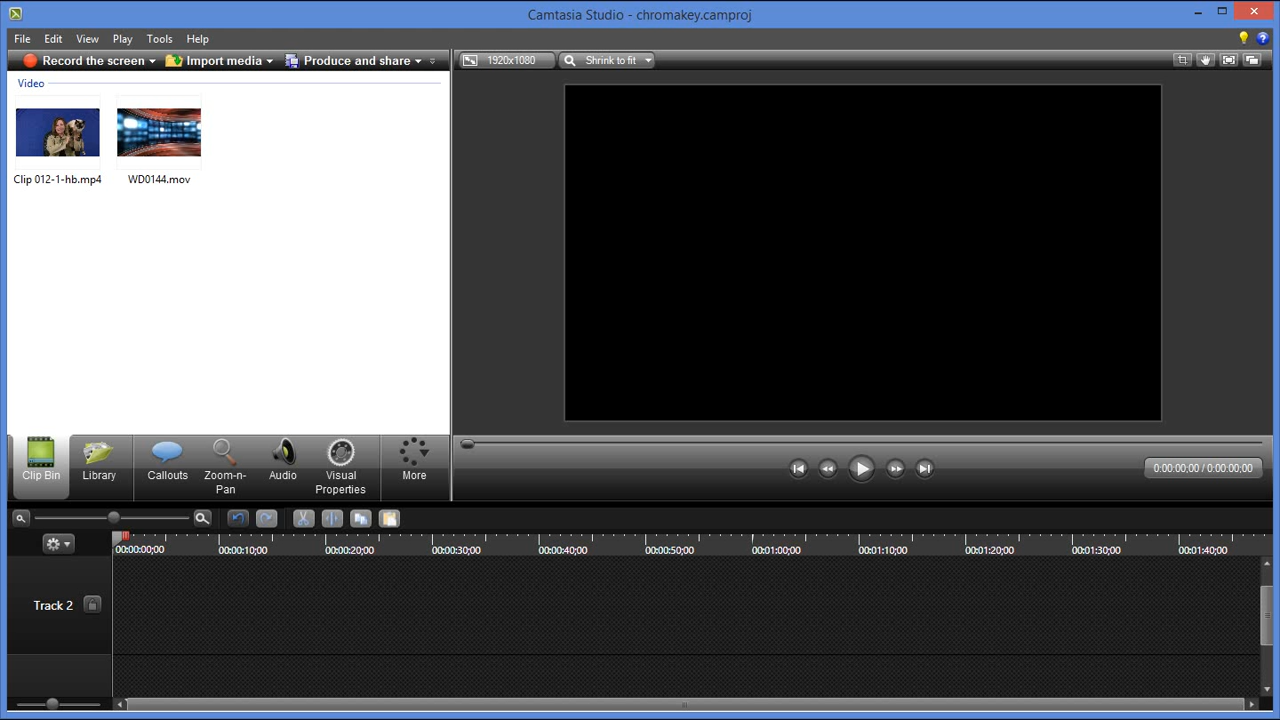 Camtasia Studio - chromakey.camproj
File Edit View Play Tools Help
Record the screen Import media Produce and share
1920x1080 Shrink to fit
Video
Clip 012-1-hb.mp4 WD0144.mov
Clip Bin Library Callouts Zoom-n-Pan Audio Visual Properties More
0:00:00;00 / 0:00:00;00
00:00:00;00 00:00:10;00 00:00:20;00 00:00:30;00 00:00:40;00 00:00:50;00 00:01:00;00 00:01:10;00 00:01:20;00 00:01:30;00 00:01:40;00
Track 2